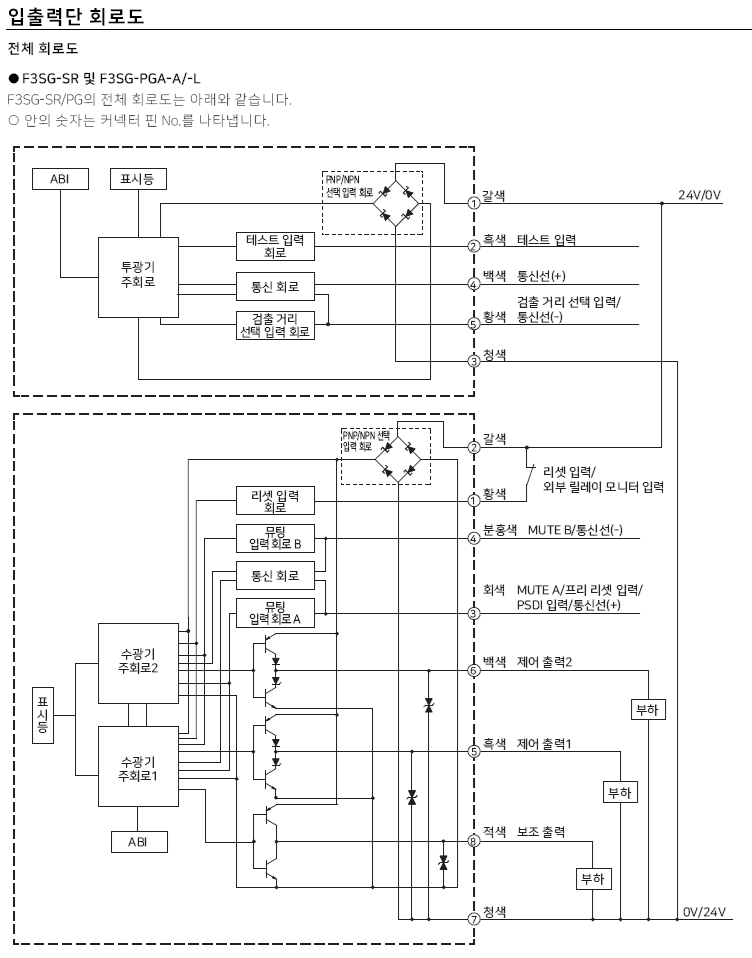 입출력단 회로도
전체 회로도
● F3SG-SR 및 F3SG-PGA-A/-L
F3SG-SR/PG의 전체 회로도는 아래와 같습니다.
○ 안의 숫자는 커넥터 핀 No.를 나타냅니다.
ABI
표시등
PNP/NPN
선택 입력 회로
투광기
주회로
테스트 입력
회로
통신 회로
검출 거리
선택 입력 회로
① 갈색
24V/0V
② 흑색 테스트 입력
④ 백색 통신선(+)
검출 거리 선택 입력/
⑤ 황색 통신선(-)
③ 청색
PNP/NPN 선택
입력 회로
② 갈색
리셋 입력/
외부 릴레이 모니터 입력
리셋 입력
회로
① 황색
뮤팅
입력 회로 B
④ 분홍색 MUTE B/통신선(-)
통신 회로
뮤팅
입력 회로 A
회색 MUTE A/프리 리셋 입력/
PSDI 입력/통신선(+)
③
수광기
주회로2
⑥ 백색 제어 출력2
부하
표시등
수광기
주회로1
⑤ 흑색 제어 출력1
부하
ABI
⑧ 적색 보조 출력
부하
⑦ 청색
0V/24V